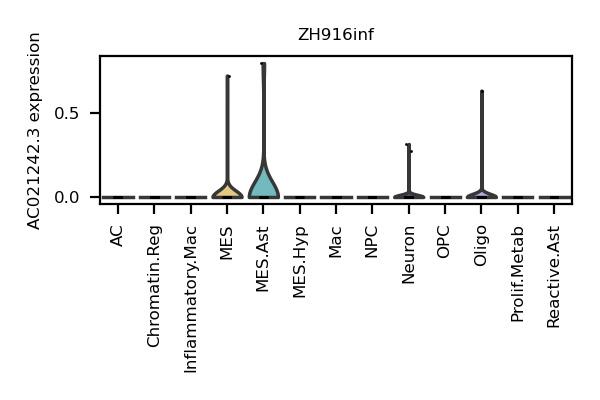 ZH916inf
AC021242.3 expression
0.5
0.0
AC
Chromatin.Reg
Inflammatory.Mac
MES
MES.Ast
MES.Hyp
Mac
NPC
Neuron
OPC
Oligo
Prolif.Metab
Reactive.Ast